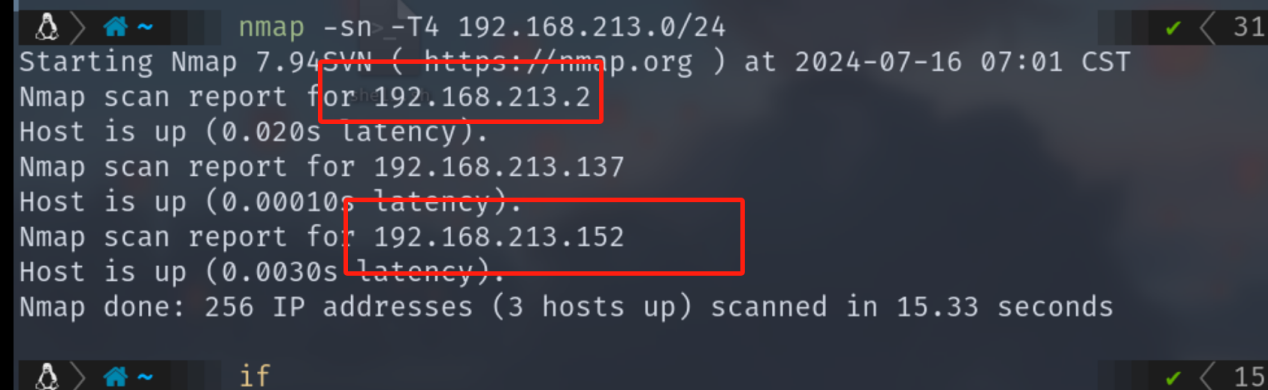 ~ nmap -sn -T4 192.168.213.0/24 ✔ 31
Starting Nmap 7.94SVN ( https://nmap.org ) at 2024-07-16 07:01 CST
Nmap scan report for 192.168.213.2
Host is up (0.020s latency).
Nmap scan report for 192.168.213.137
Host is up (0.00010s latency).
Nmap scan report for 192.168.213.152
Host is up (0.0030s latency).
Nmap done: 256 IP addresses (3 hosts up) scanned in 15.33 seconds
~ if ✔ 15